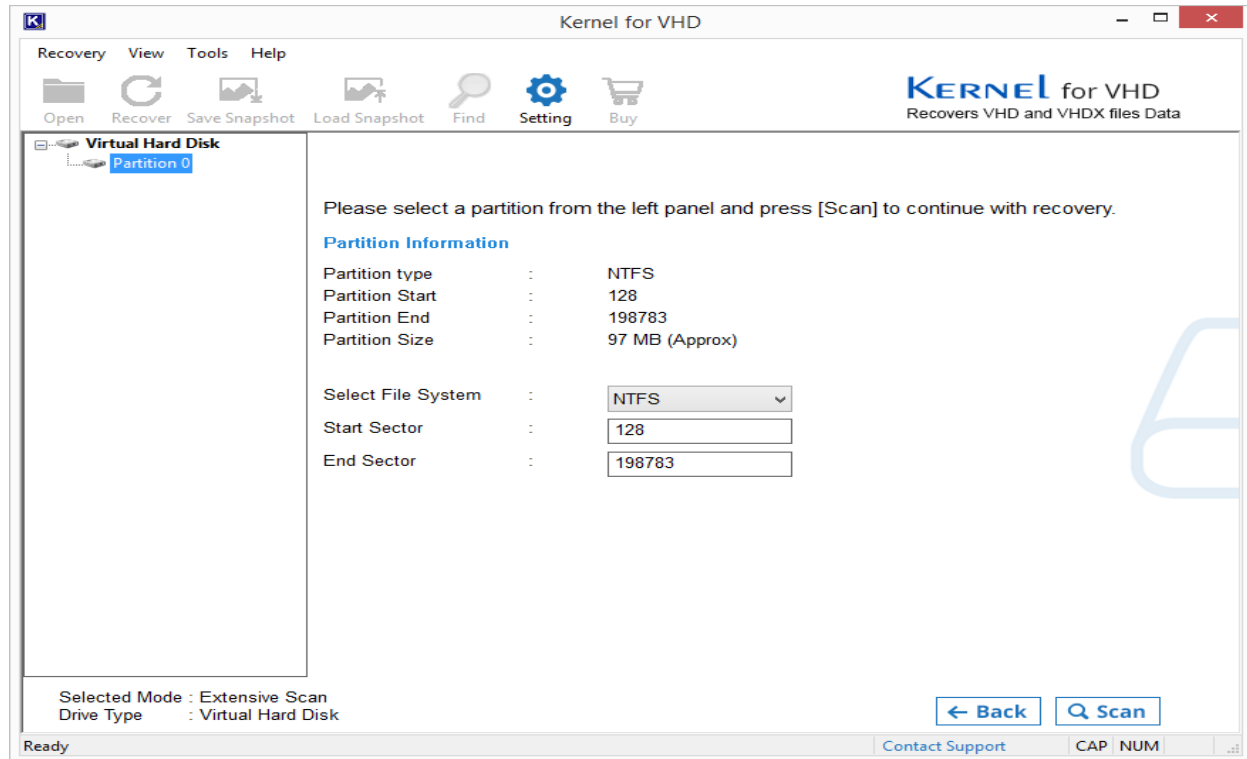 Kernel for VHD
Recovery View Tools Help
Open Recover Save Snapshot Load Snapshot Find Setting Buy
KERNEL for VHD
Recovers VHD and VHDX files Data
Virtual Hard Disk
Partition 0
Please select a partition from the left panel and press [Scan] to continue with recovery.
Partition Information
Partition type : NTFS
Partition Start : 128
Partition End : 198783
Partition Size : 97 MB (Approx)
Select File System : NTFS
Start Sector : 128
End Sector : 198783
Selected Mode : Extensive Scan
Drive Type : Virtual Hard Disk
Back Scan
Ready Contact Support CAP NUM